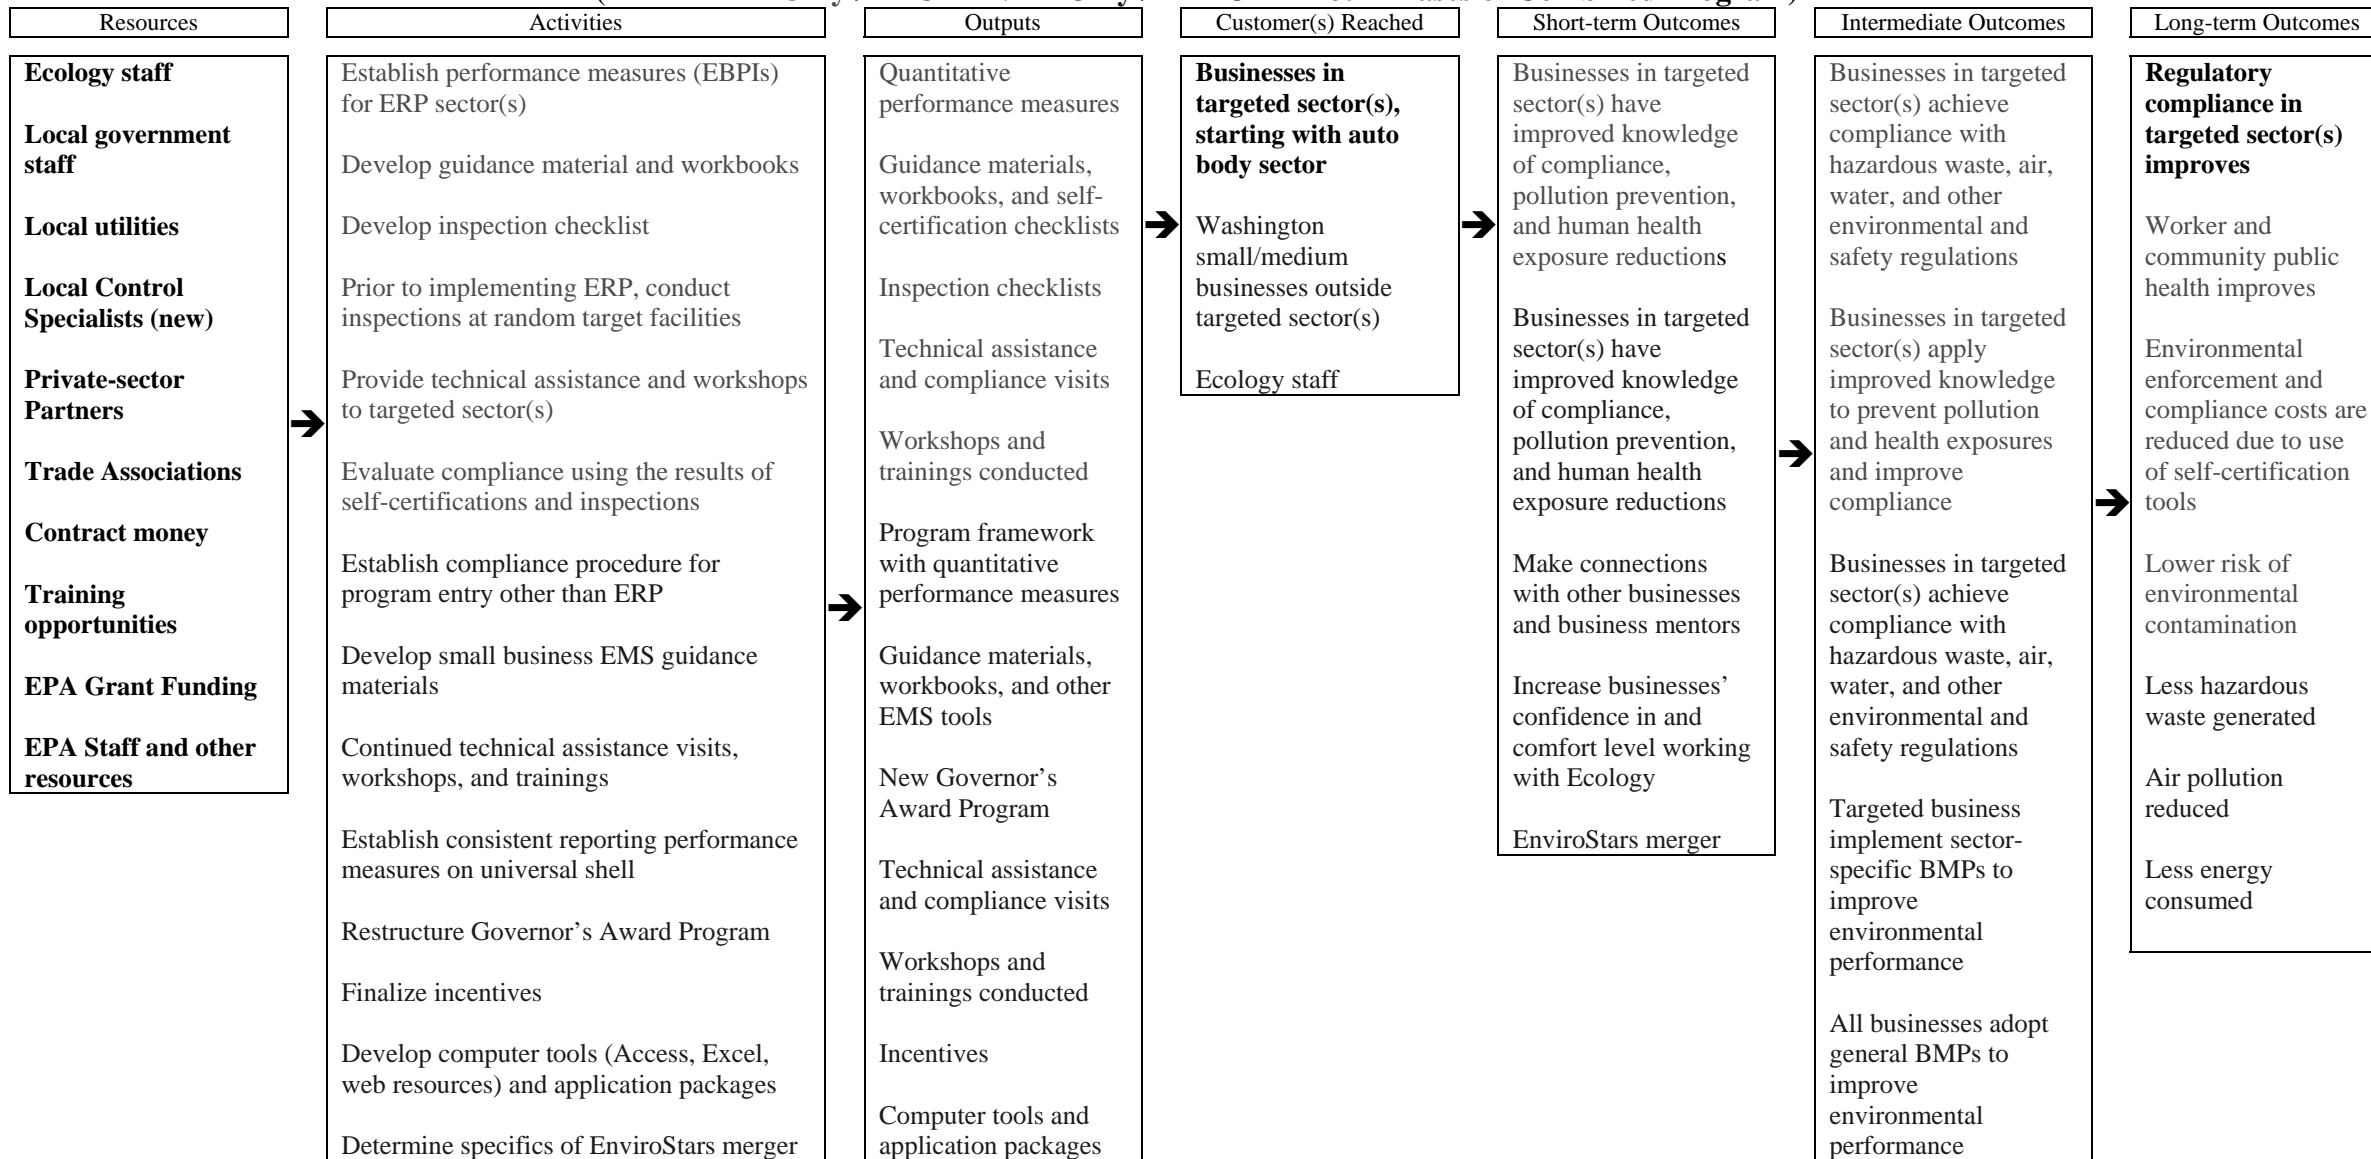 Resources
Activities
Outputs
Customer(s) Reached
Short-term Outcomes
Intermediate Outcomes
Long-term Outcomes
Ecology staff
Local government
staff
Local utilities
Local Control
Specialists (new)
Private-sector
Partners
Trade Associations
Contract money
Training
opportunities
EPA Grant Funding
EPA Staff and other
resources
Establish performance measures (EBPIs)
for ERP sector(s)
Develop guidance material and workbooks
Develop inspection checklist
Prior to implementing ERP, conduct
inspections at random target facilities
Provide technical assistance and workshops
to targeted sector(s)
Evaluate compliance using the results of
self-certifications and inspections
Establish compliance procedure for
program entry other than ERP
Develop small business EMS guidance
materials
Continued technical assistance visits,
workshops, and trainings
Establish consistent reporting performance
measures on universal shell
Restructure Governor’s Award Program
Finalize incentives
Develop computer tools (Access, Excel,
web resources) and application packages
Determine specifics of EnviroStars merger
Quantitative
performance measures
Guidance materials,
workbooks, and self-
certification checklists
Inspection checklists
Technical assistance
and compliance visits
Workshops and
trainings conducted
Program framework
with quantitative
performance measures
Guidance materials,
workbooks, and other
EMS tools
New Governor’s
Award Program
Technical assistance
and compliance visits
Workshops and
trainings conducted
Incentives
Computer tools and
application packages
Businesses in
targeted sector(s),
starting with auto
body sector
Washington
small/medium
businesses outside
targeted sector(s)
Ecology staff
Businesses in targeted
sector(s) have
improved knowledge
of compliance,
pollution prevention,
and human health
exposure reductions
Businesses in targeted
sector(s) have
improved knowledge
of compliance,
pollution prevention,
and human health
exposure reductions
Make connections
with other businesses
and business mentors
Increase businesses’
confidence in and
comfort level working
with Ecology
EnviroStars merger
Businesses in targeted
sector(s) achieve
compliance with
hazardous waste, air,
water, and other
environmental and
safety regulations
Businesses in targeted
sector(s) apply
improved knowledge
to prevent pollution
and health exposures
and improve
compliance
Businesses in targeted
sector(s) achieve
compliance with
hazardous waste, air,
water, and other
environmental and
safety regulations
Targeted business
implement sector-
specific BMPs to
improve
environmental
performance
All businesses adopt
general BMPs to
improve
environmental
performance
Regulatory
compliance in
targeted sector(s)
improves
Worker and
community public
health improves
Environmental
enforcement and
compliance costs are
reduced due to use
of self-certification
tools
Lower risk of
environmental
contamination
Less hazardous
waste generated
Air pollution
reduced
Less energy
consumed